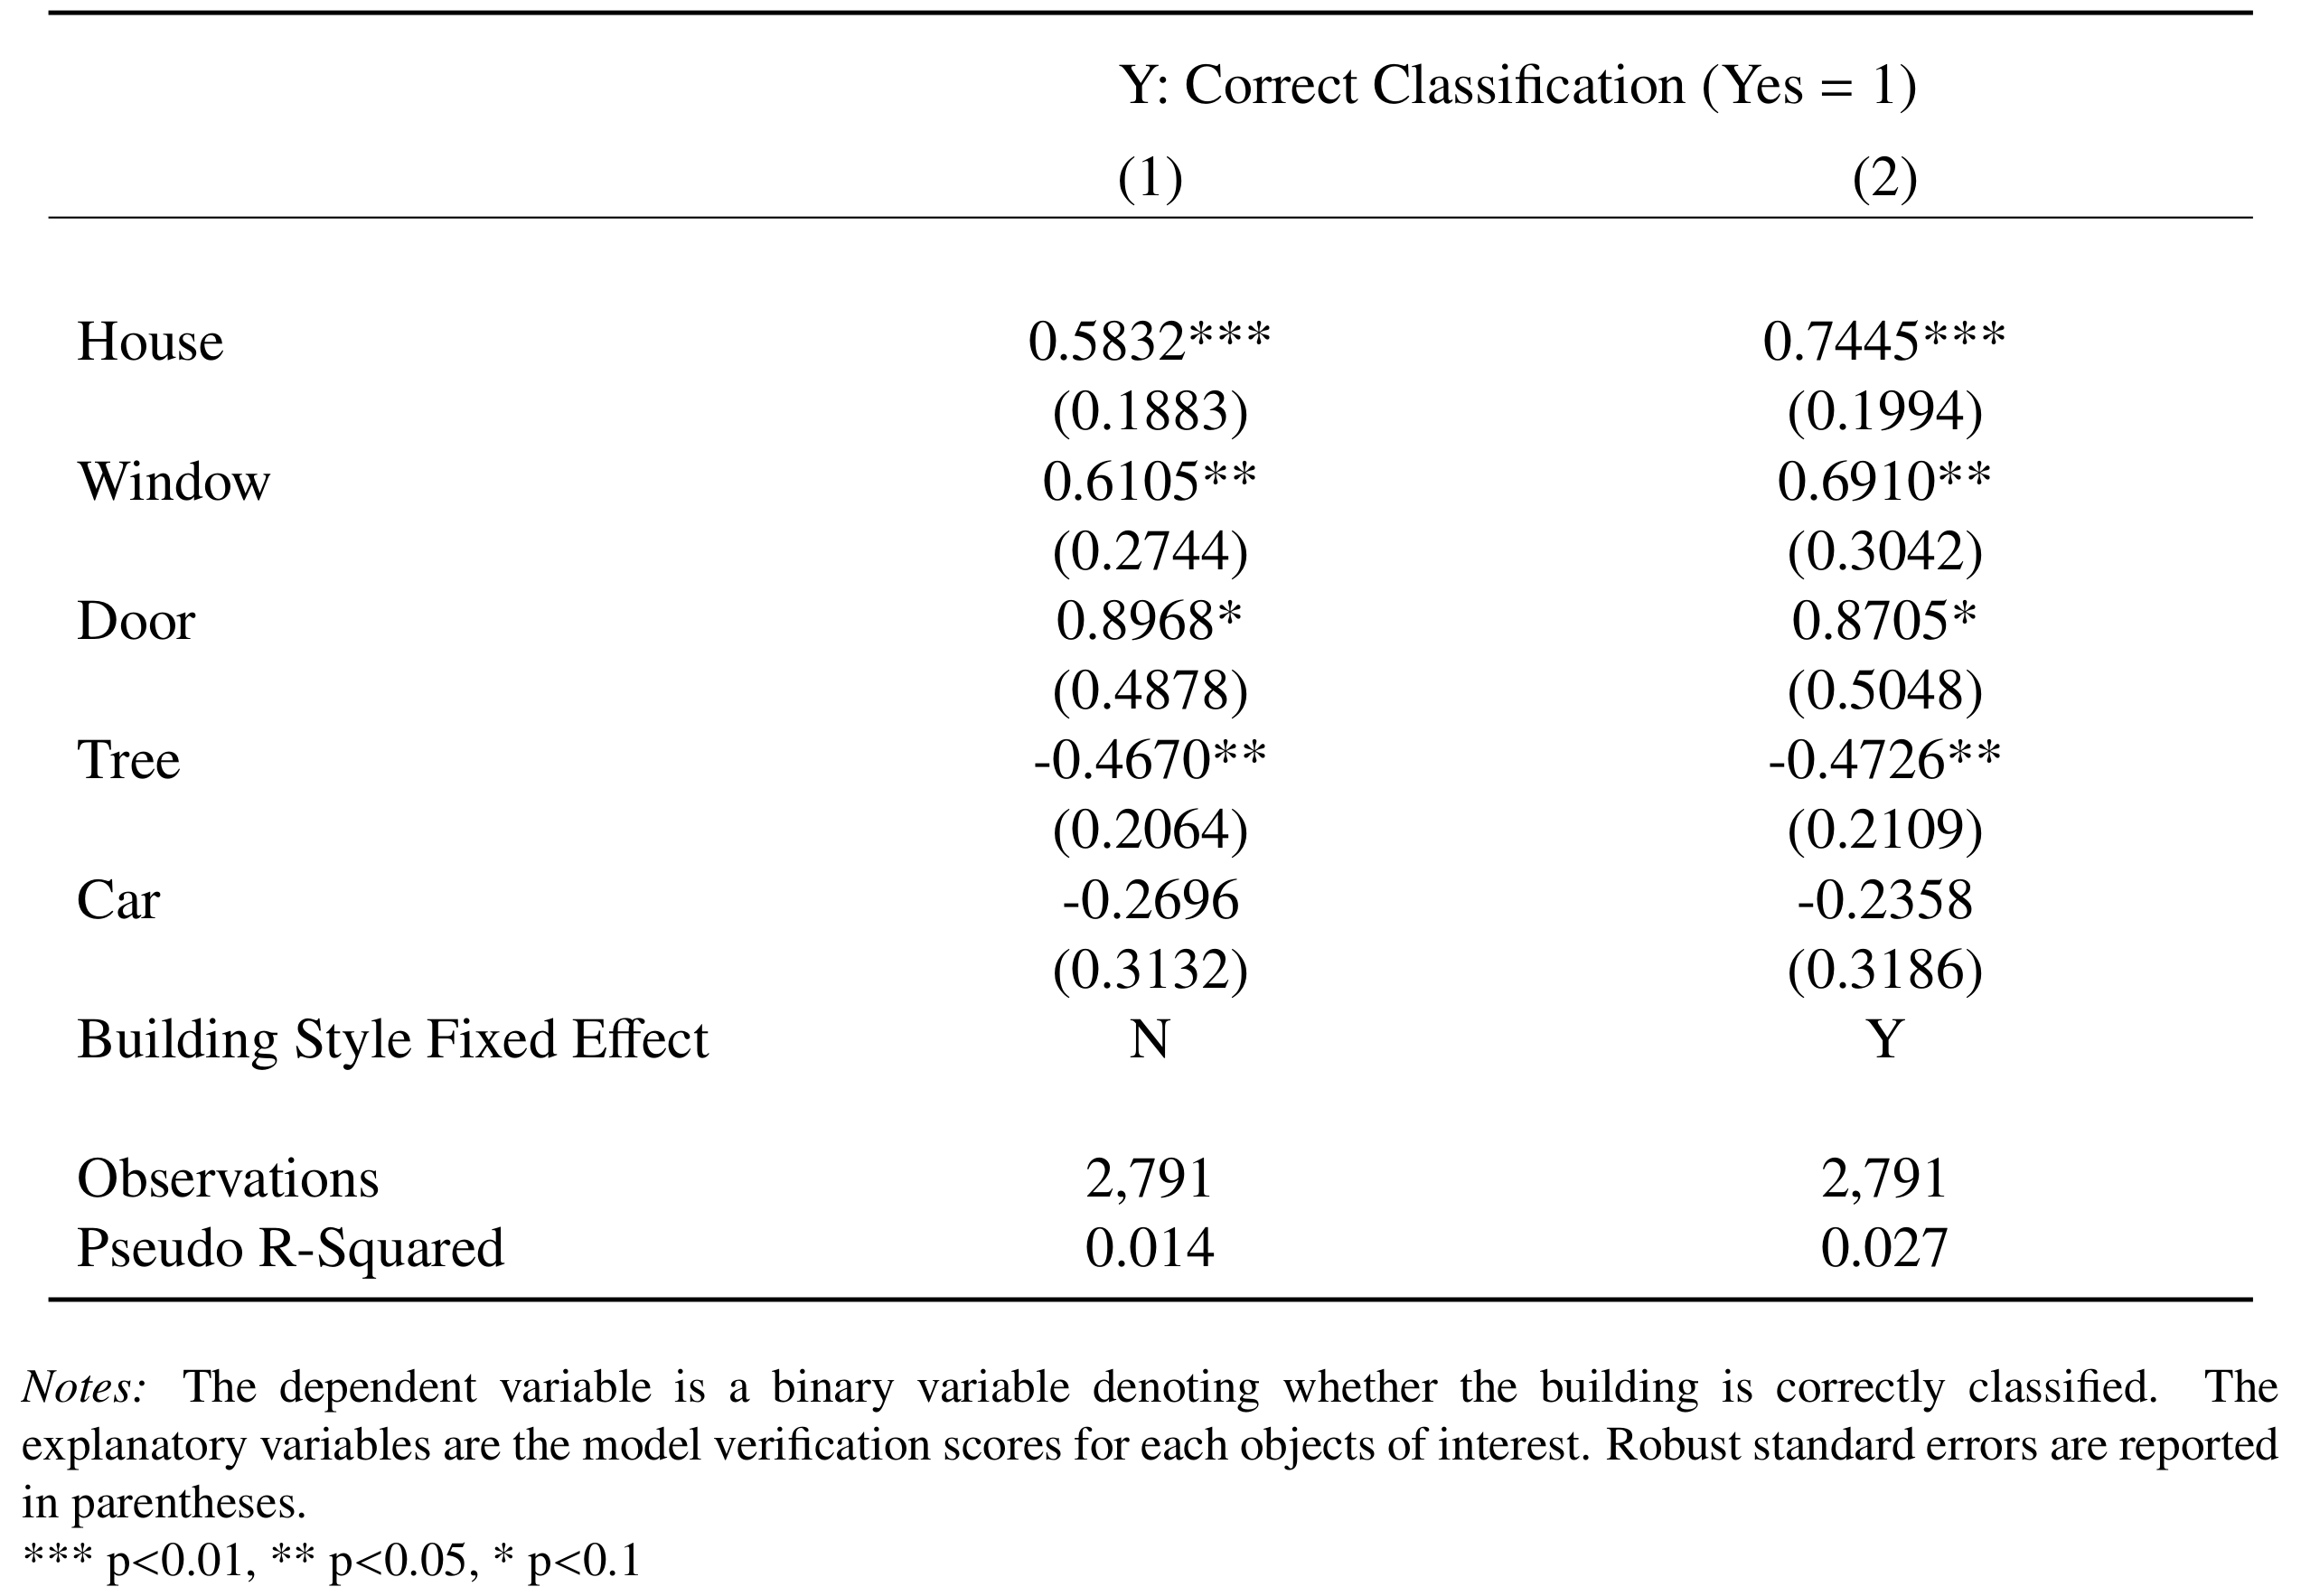 Y: Correct Classification (Yes = 1)
(1) (2)
House 0.5832*** 0.7445***
(0.1883) (0.1994)
Window 0.6105** 0.6910**
(0.2744) (0.3042)
Door 0.8968* 0.8705*
(0.4878) (0.5048)
Tree -0.4670** -0.4726**
(0.2064) (0.2109)
Car -0.2696 -0.2358
(0.3132) (0.3186)
Building Style Fixed Effect N Y
Observations 2,791 2,791
Pseudo R-Squared 0.014 0.027
Notes: The dependent variable is a binary variable denoting whether the building is correctly classified. The
explanatory variables are the model verification scores for each objects of interest. Robust standard errors are reported
in parentheses.
*** p<0.01, ** p<0.05, * p<0.1